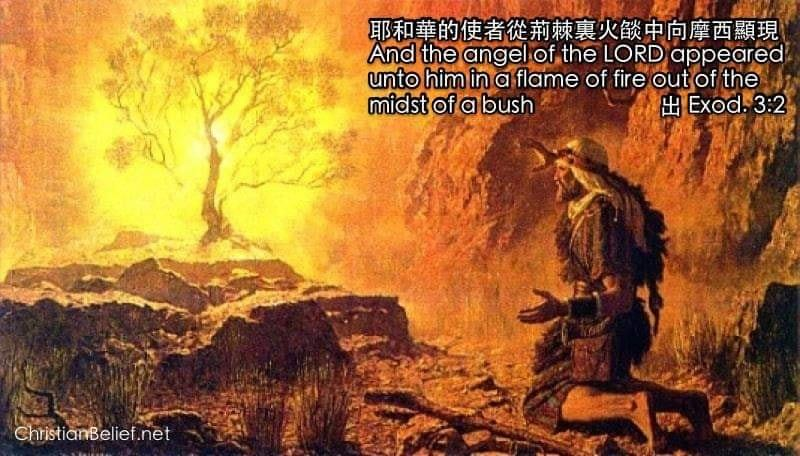 耶和華的使者從荊棘裏火燄中向摩西顯現
And the angel of the LORD appeared
unto him in a flame of fire out of the
midst of a bush 出 Exod. 3:2
ChristianBelief.net